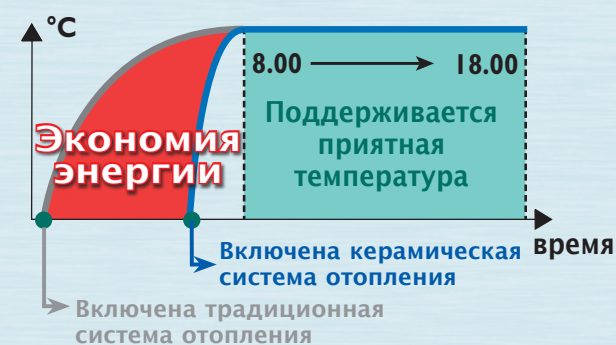 °C
8.00 18.00
Поддерживается
приятная
температура
Экономия
энергии
время
Включена керамическая
система отопления
Включена традиционная
система отопления